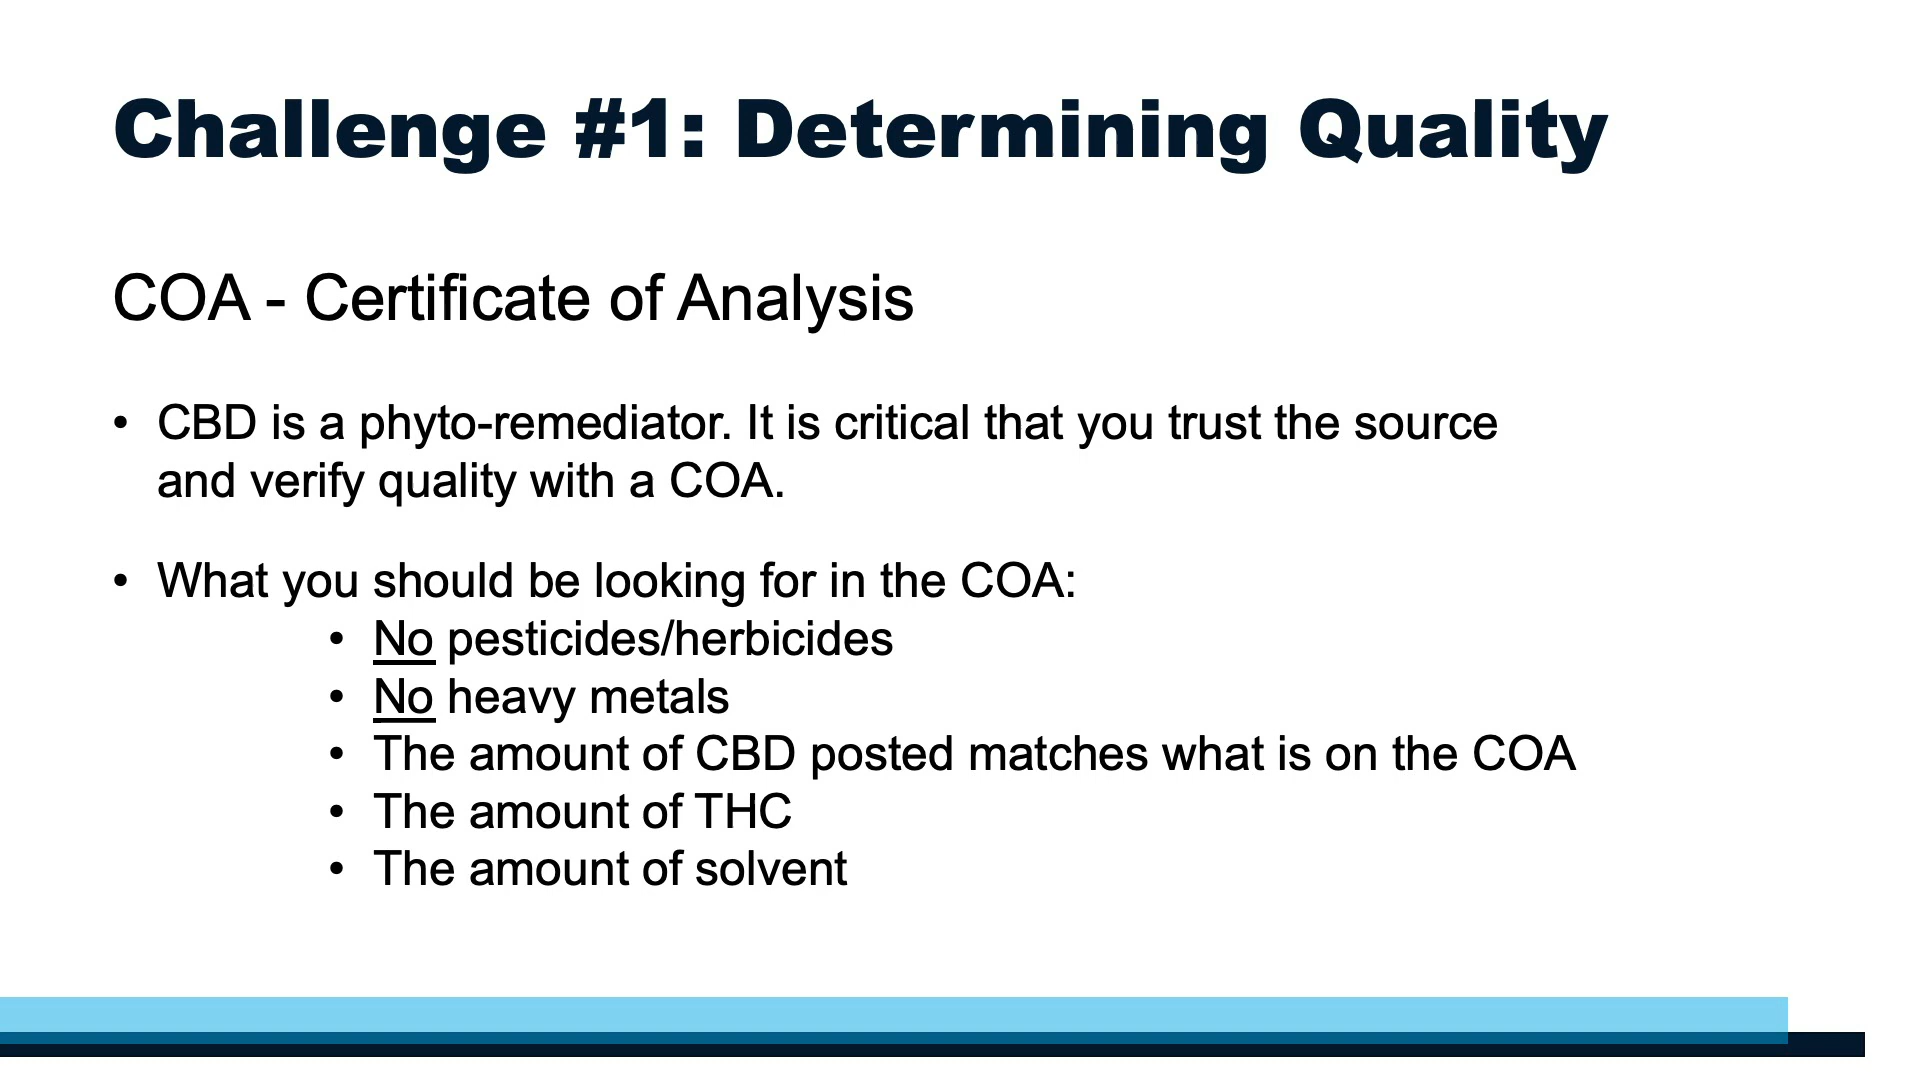 Challenge #1: Determining Quality
COA - Certificate of Analysis
• CBD is a phyto-remediator. It is critical that you trust the source
and verify quality with a COA.
• What you should be looking for in the COA:
• No pesticides/herbicides
• No heavy metals
• The amount of CBD posted matches what is on the COA
• The amount of THC
• The amount of solvent